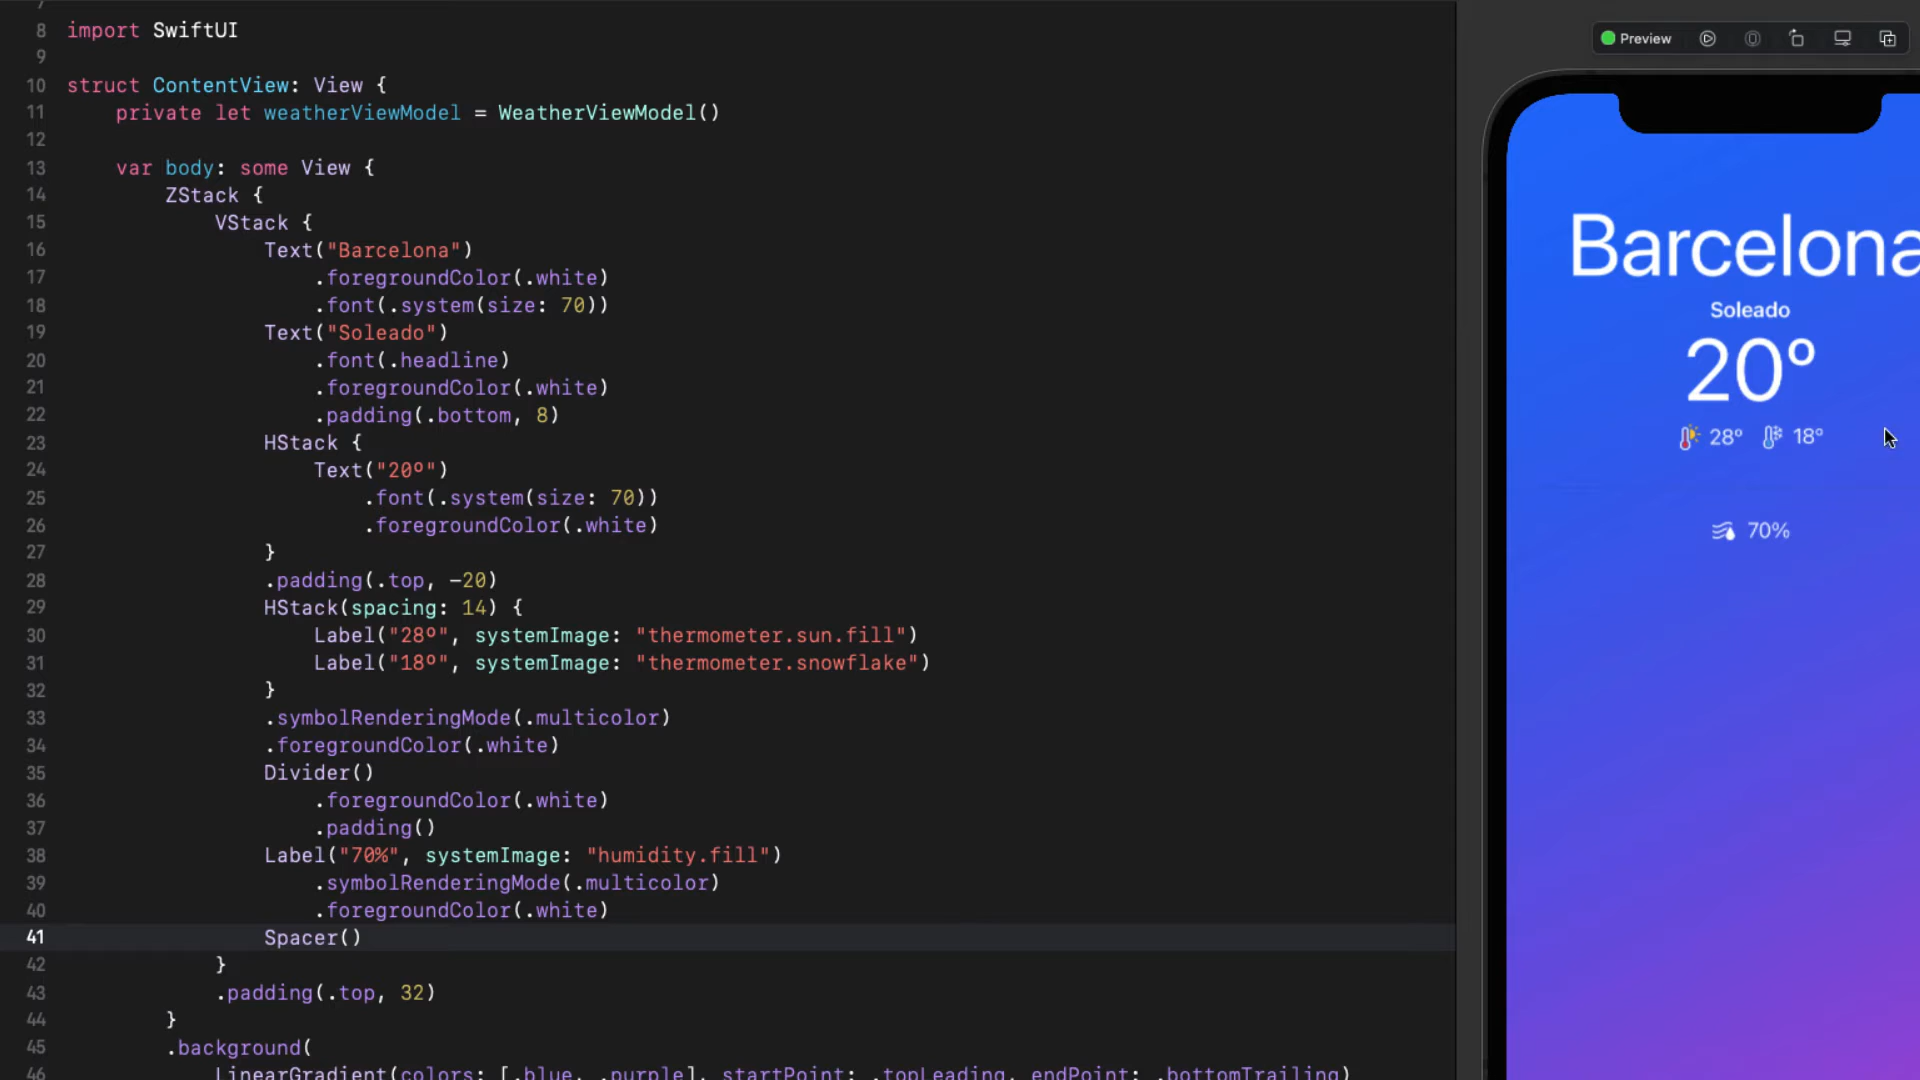 7
8 import SwiftUI
9
10 struct ContentView: View {
11     private let weatherViewModel = WeatherViewModel()
12
13     var body: some View {
14         ZStack {
15             VStack {
16                 Text("Barcelona")
17                     .foregroundColor(.white)
18                     .font(.system(size: 70))
19                 Text("Soleado")
20                     .font(.headline)
21                     .foregroundColor(.white)
22                     .padding(.bottom, 8)
23                 HStack {
24                     Text("20º")
25                         .font(.system(size: 70))
26                         .foregroundColor(.white)
27                 }
28                 .padding(.top, -20)
29                 HStack(spacing: 14) {
30                     Label("28º", systemImage: "thermometer.sun.fill")
31                     Label("18º", systemImage: "thermometer.snowflake")
32                 }
33                 .symbolRenderingMode(.multicolor)
34                 .foregroundColor(.white)
35                 Divider()
36                     .foregroundColor(.white)
37                     .padding()
38                 Label("70%", systemImage: "humidity.fill")
39                     .symbolRenderingMode(.multicolor)
40                     .foregroundColor(.white)
41                 Spacer()
42             }
43             .padding(.top, 32)
44         }
45         .background(
46             LinearGradient(colors: [.blue, .purple], startPoint: .topLeading, endPoint: .bottomTrailing)
Preview
Barcelona
Soleado
20º
28º 18º
70%